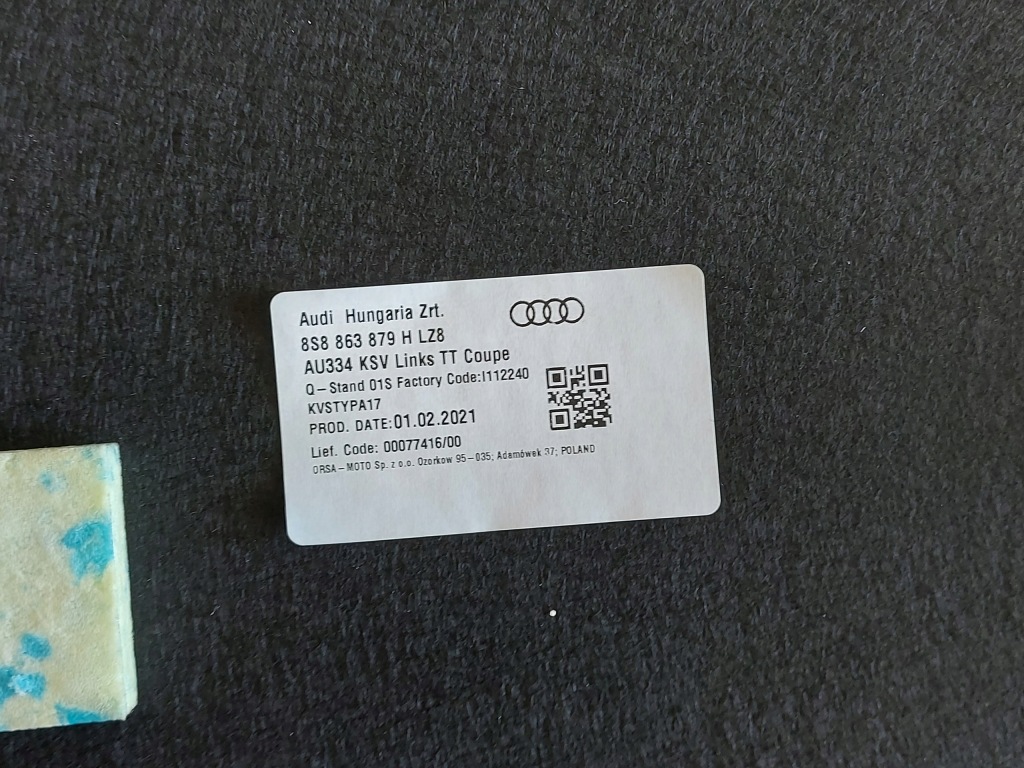 Audi Hungaria Zrt.
8S8 863 879 H LZ8
AU334 KSV Links TT Coupe
Q-Stand 01S Factory Code:I112240
KVSTYPA17
PROD. DATE:01.02.2021
Lief. Code: 00077416/00
ORSA-MOTO Sp. z o.o. Ozorkow 95-035; Adamówek 37; POLAND